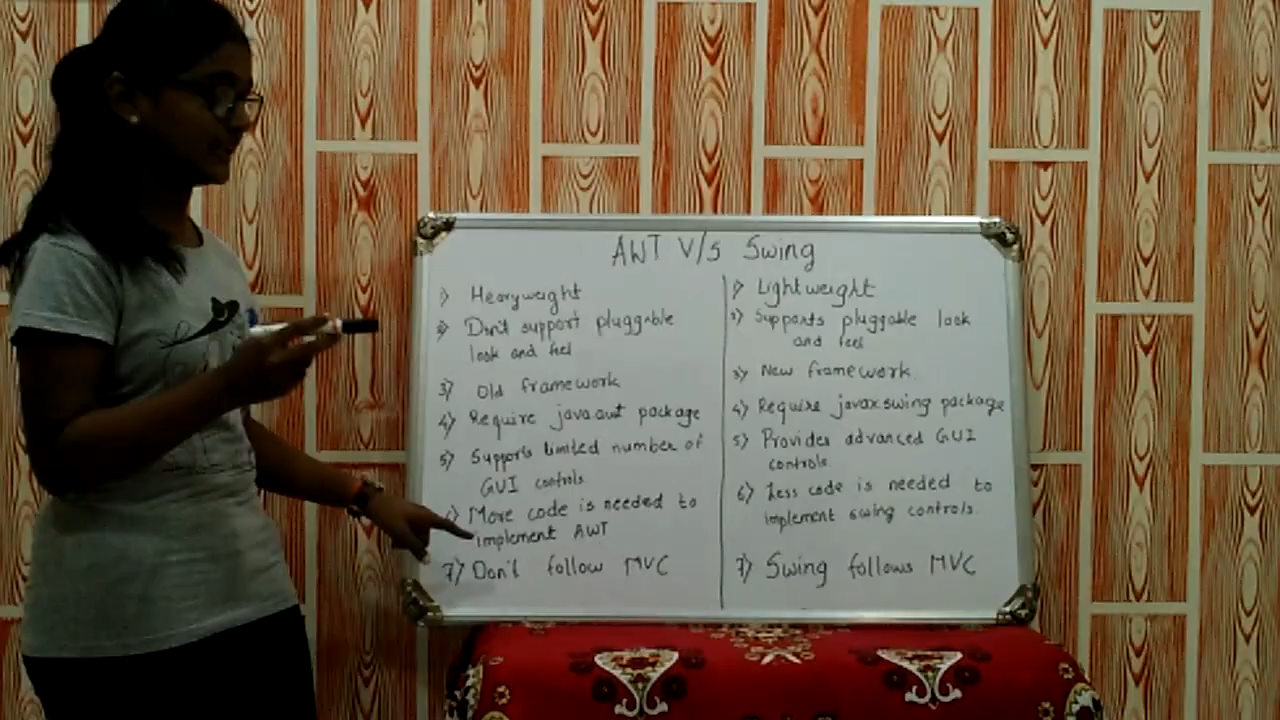 AWT V/S Swing
1) Heavyweight
2) Don't support pluggable
look and feel
3) Old framework
4) Require java.awt package
5) Supports limited number of
GUI controls
6) More code is needed to
implement AWT
7) Don't follow MVC
1) Lightweight
2) Supports pluggable look
and feel
3) New framework.
4) Require javax.swing package
5) Provides advanced GUI
controls
6) Less code is needed to
implement swing controls.
7) Swing follows MVC